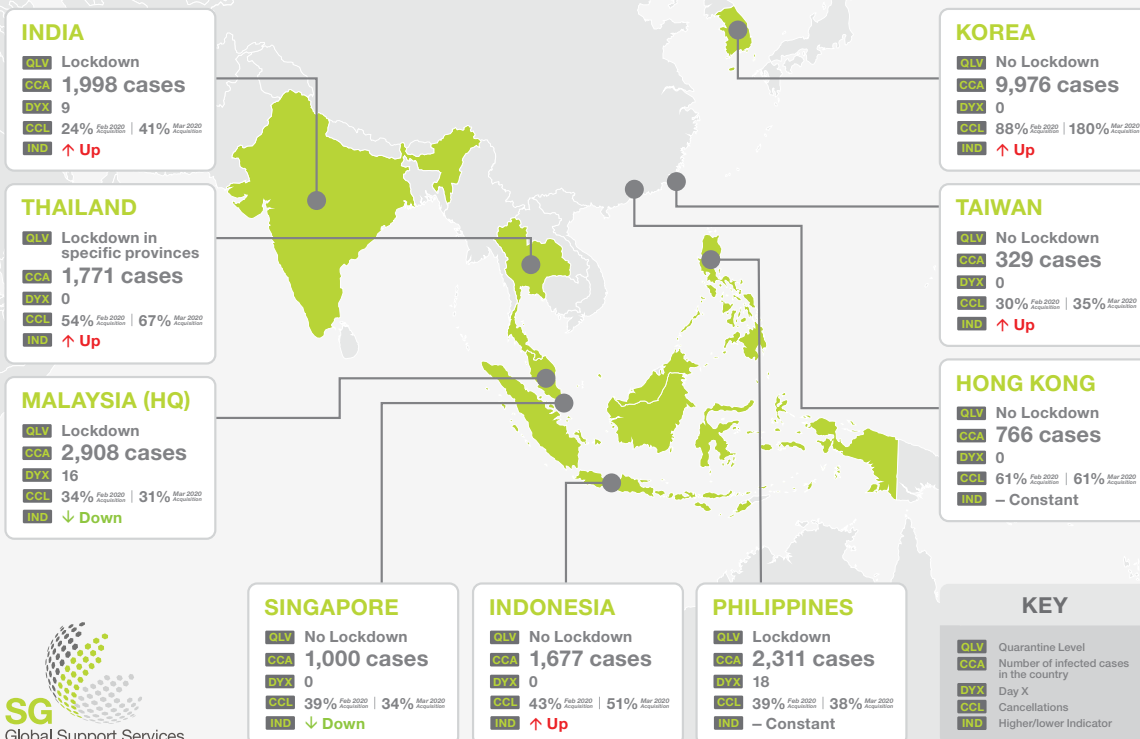 INDIA
QLV Lockdown
CCA 1,998 cases
DYX 9
CCL 24% Feb 2020 Acquisition | 41% Mar 2020 Acquisition
IND ↑ Up
THAILAND
QLV Lockdown in
specific provinces
CCA 1,771 cases
DYX 0
CCL 54% Feb 2020 Acquisition | 67% Mar 2020 Acquisition
IND ↑ Up
MALAYSIA (HQ)
QLV Lockdown
CCA 2,908 cases
DYX 16
CCL 34% Feb 2020 Acquisition | 31% Mar 2020 Acquisition
IND ↓ Down
KOREA
QLV No Lockdown
CCA 9,976 cases
DYX 0
CCL 88% Feb 2020 Acquisition | 180% Mar 2020 Acquisition
IND ↑ Up
TAIWAN
QLV No Lockdown
CCA 329 cases
DYX 0
CCL 30% Feb 2020 Acquisition | 35% Mar 2020 Acquisition
IND ↑ Up
HONG KONG
QLV No Lockdown
CCA 766 cases
DYX 0
CCL 61% Feb 2020 Acquisition | 61% Mar 2020 Acquisition
IND – Constant
SINGAPORE
QLV No Lockdown
CCA 1,000 cases
DYX 0
CCL 39% Feb 2020 Acquisition | 34% Mar 2020 Acquisition
IND ↓ Down
INDONESIA
QLV No Lockdown
CCA 1,677 cases
DYX 0
CCL 43% Feb 2020 Acquisition | 51% Mar 2020 Acquisition
IND ↑ Up
PHILIPPINES
QLV Lockdown
CCA 2,311 cases
DYX 18
CCL 39% Feb 2020 Acquisition | 38% Mar 2020 Acquisition
IND – Constant
KEY
QLV Quarantine Level
CCA Number of infected cases
in the country
DYX Day X
CCL Cancellations
IND Higher/lower Indicator
SG
Global Support Services